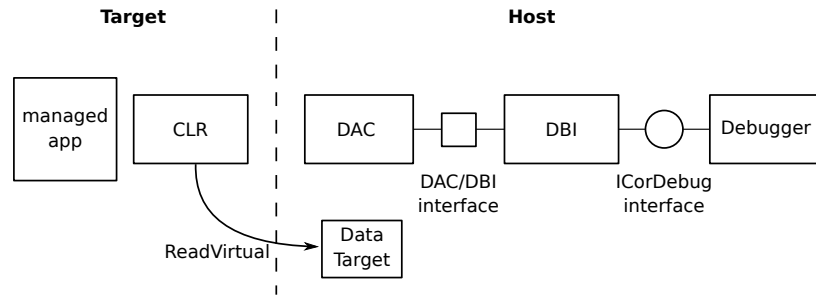 Target
Host
managed
app
CLR
DAC
DBI
Debugger
DAC/DBI
interface
ICorDebug
interface
ReadVirtual
Data
Target